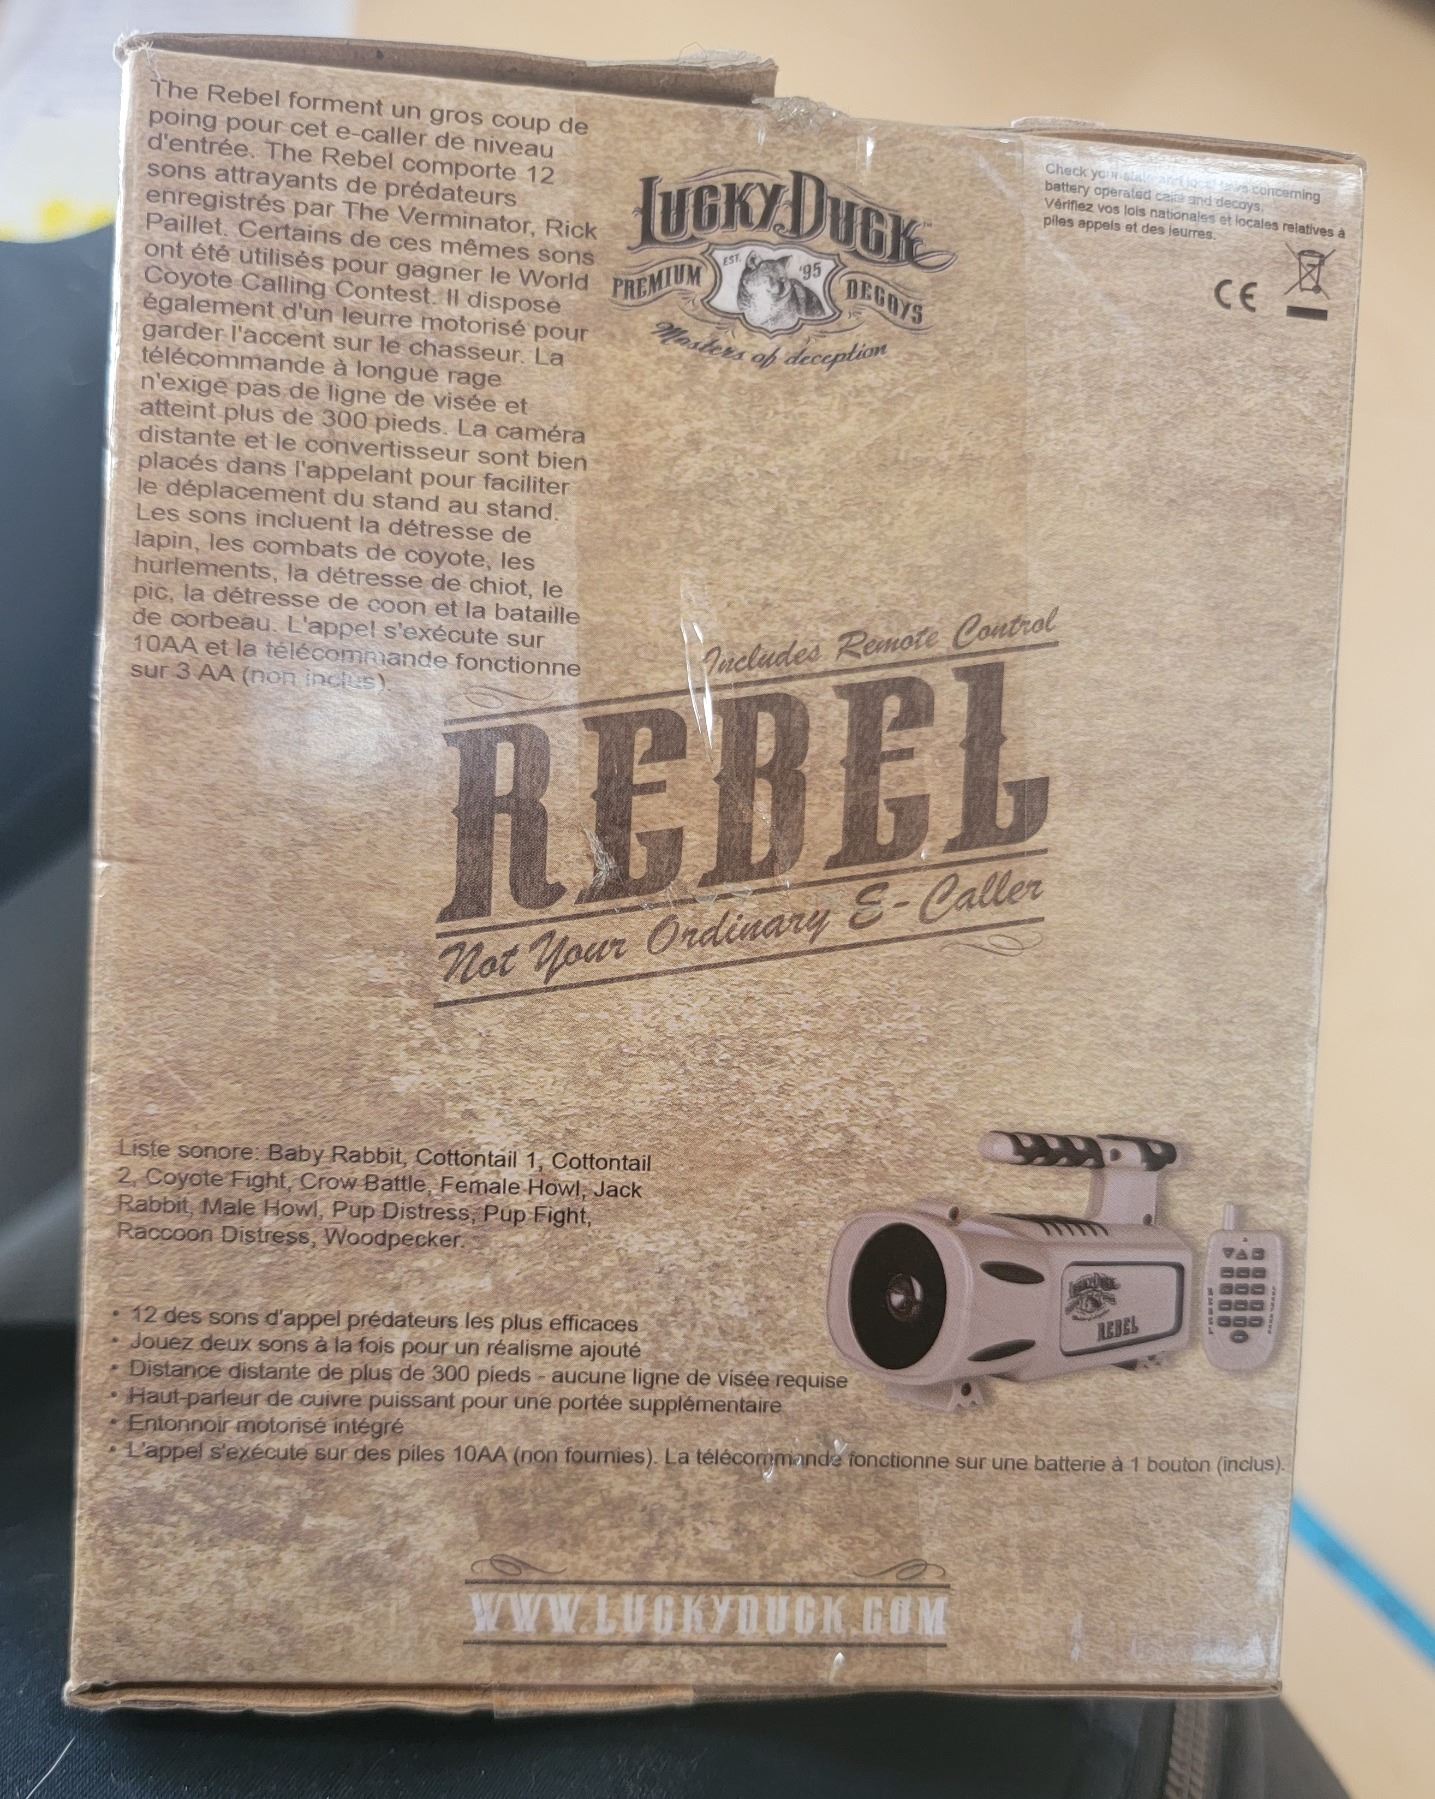 The Rebel forment un gros coup de
poing pour cet e-caller de niveau
d'entrée. The Rebel comporte 12
sons attrayants de prédateurs
enregistrés par The Verminator, Rick
Paillet. Certains de ces mêmes sons
ont été utilisés pour gagner le World
Coyote Calling Contest. Il dispose
également d'un leurre motorisé pour
garder l'accent sur le chasseur. La
télécommande à longue rage
n'exige pas de ligne de visée et
atteint plus de 300 pieds. La caméra
distante et le convertisseur sont bien
placés dans l'appelant pour faciliter
le déplacement du stand au stand.
Les sons incluent la détresse de
lapin, les combats de coyote, les
hurlements, la détresse de chiot, le
pic, la détresse de coon et la bataille
de corbeau. L'appel s'exécute sur
10AA et la télécommande fonctionne
sur 3 AA (non inclus).
LUCKY DUCK™
PREMIUM EST. '95 DECOYS
Masters of deception
Check your state and local laws concerning
battery operated calls and decoys.
Vérifiez vos lois nationales et locales relatives à
piles appels et des leurres.
CE
Includes Remote Control
REBEL
Not Your Ordinary E-Caller
Liste sonore: Baby Rabbit, Cottontail 1, Cottontail
2, Coyote Fight, Crow Battle, Female Howl, Jack
Rabbit, Male Howl, Pup Distress, Pup Fight,
Raccoon Distress, Woodpecker.
LUCKY DUCK
REBEL
• 12 des sons d'appel prédateurs les plus efficaces
• Jouez deux sons à la fois pour un réalisme ajouté
• Distance distante de plus de 300 pieds - aucune ligne de visée requise
• Haut-parleur de cuivre puissant pour une portée supplémentaire
• Entonnoir motorisé intégré
• L'appel s'exécute sur des piles 10AA (non fournies). La télécommande fonctionne sur une batterie à 1 bouton (inclus).
WWW.LUCKYDUCK.COM